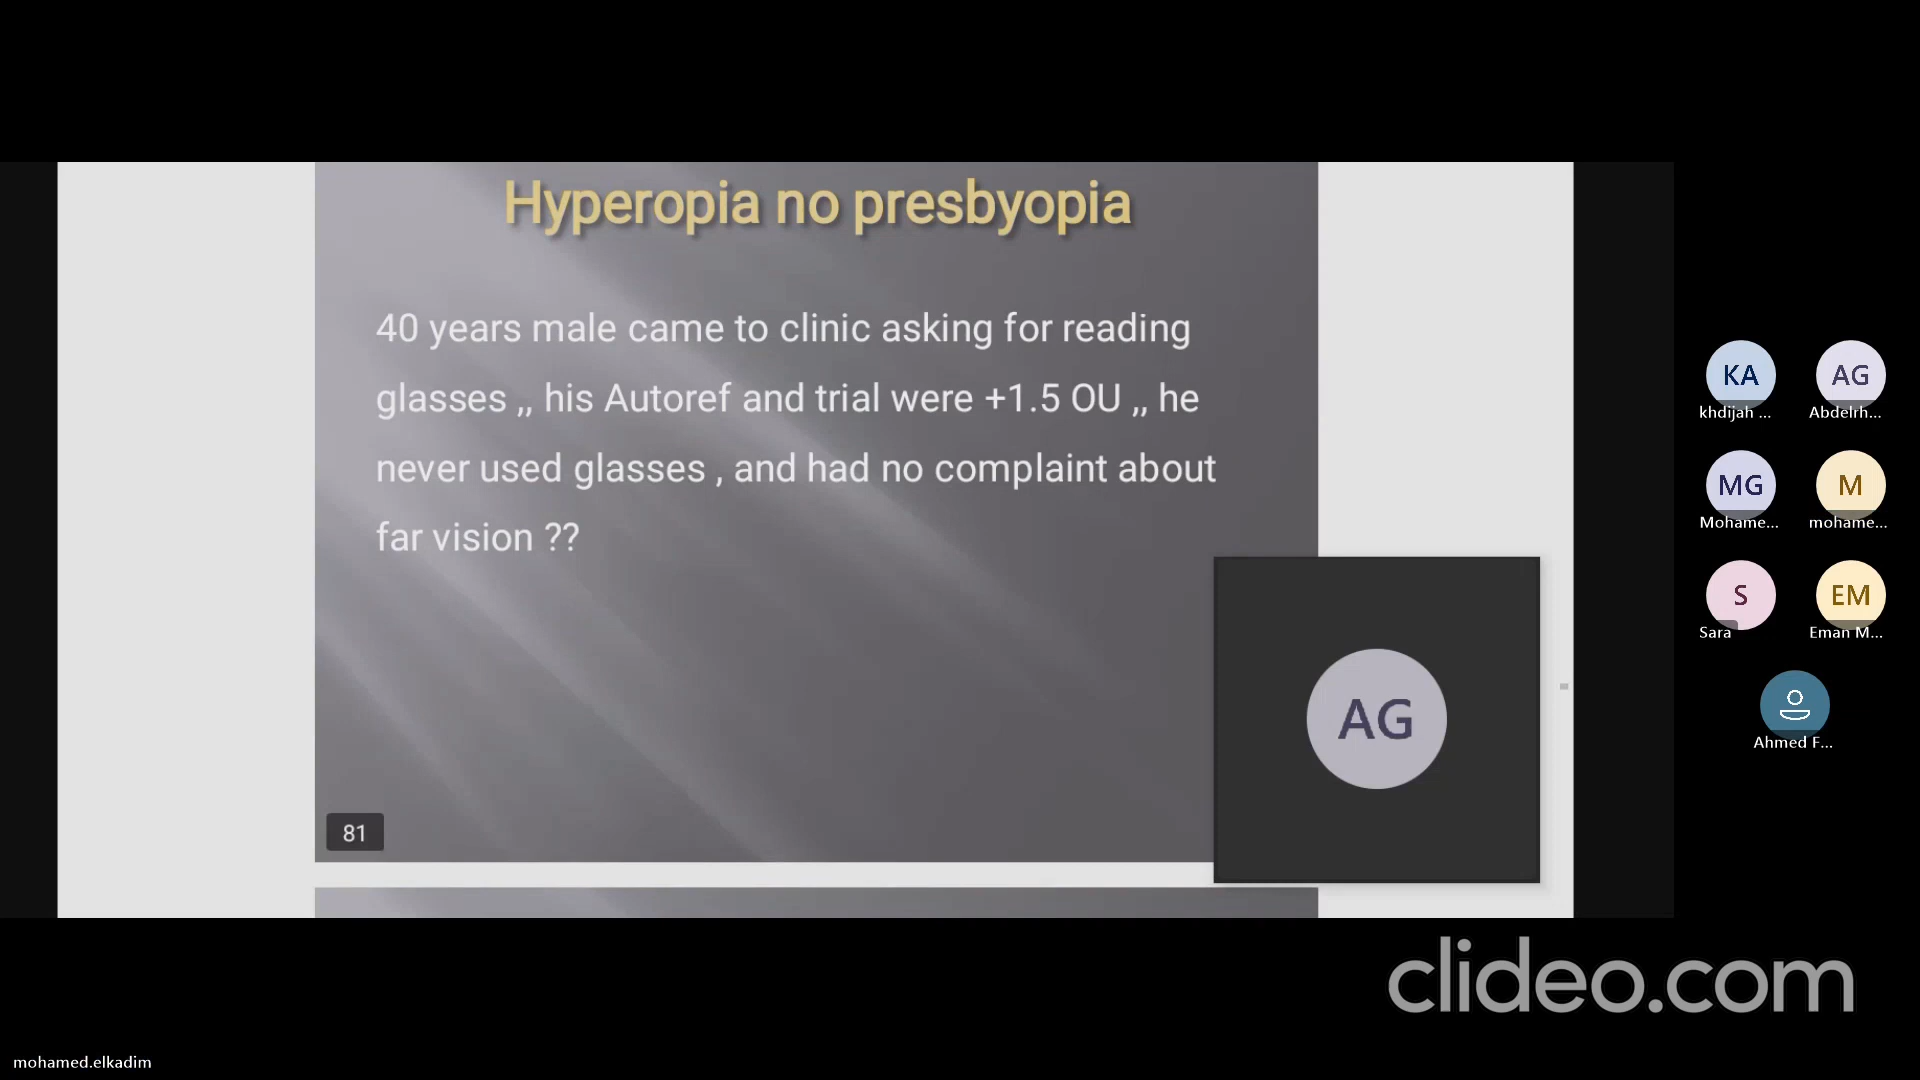 Hyperopia no presbyopia
40 years male came to clinic asking for reading
glasses ,, his Autoref and trial were +1.5 OU ,, he
never used glasses , and had no complaint about
far vision ??
81
AG
KA
khdijah ...
AG
Abdelrh...
MG
Mohame...
M
mohame...
S
Sara
EM
Eman M...
Ahmed F...
clideo.com
mohamed.elkadim